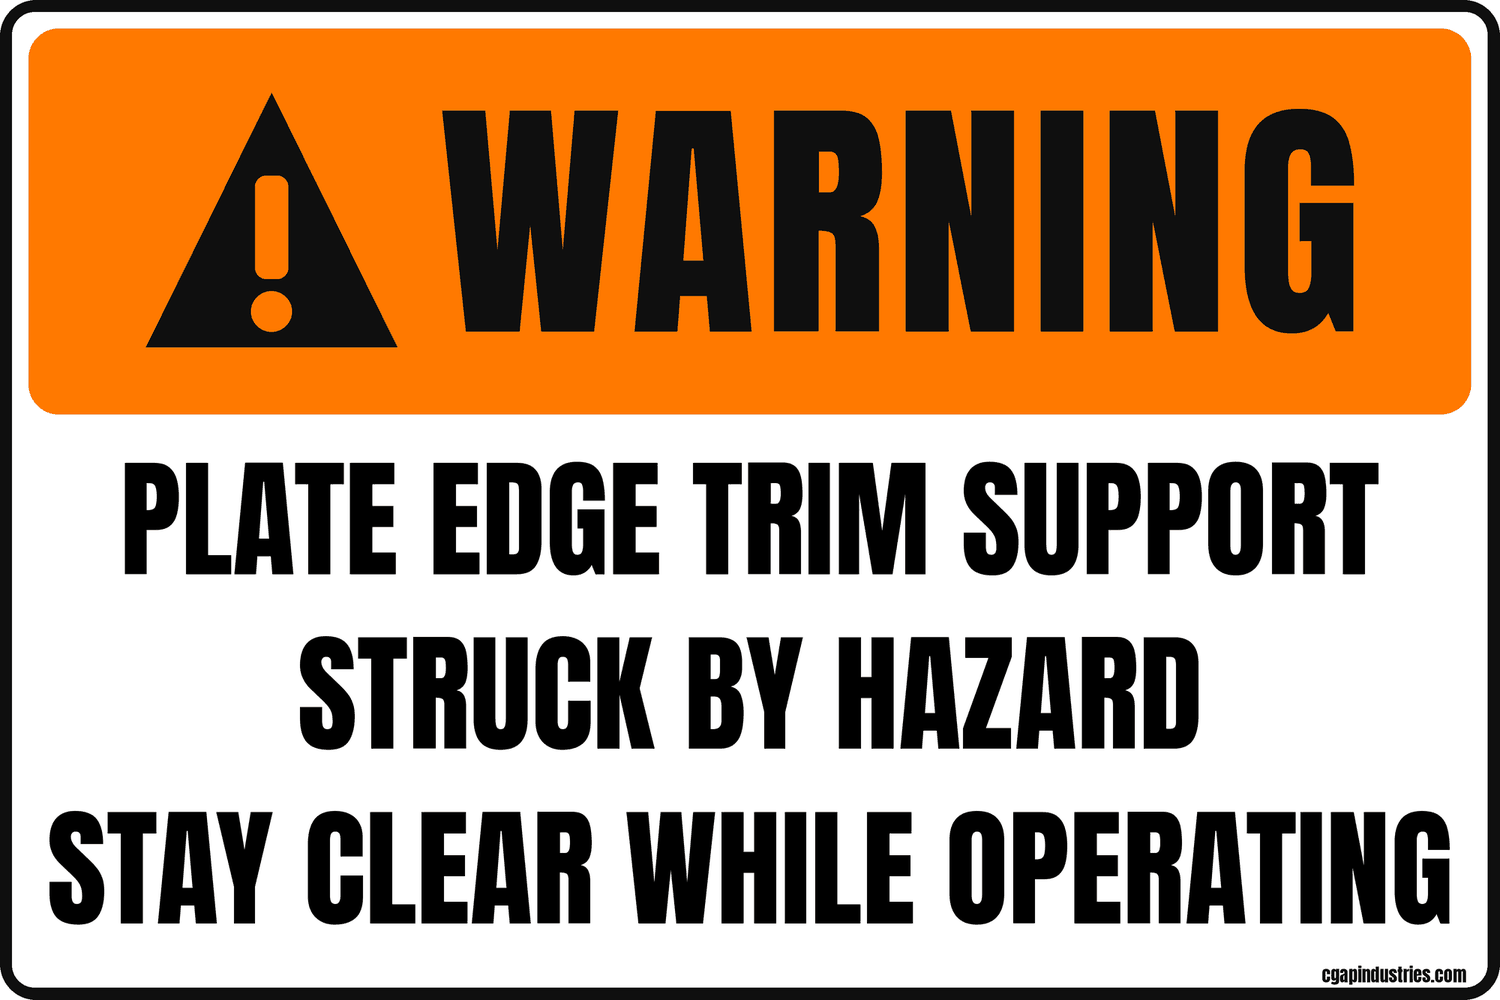 WARNING
PLATE EDGE TRIM SUPPORT
STRUCK BY HAZARD
STAY CLEAR WHILE OPERATING
cgapindustries.com